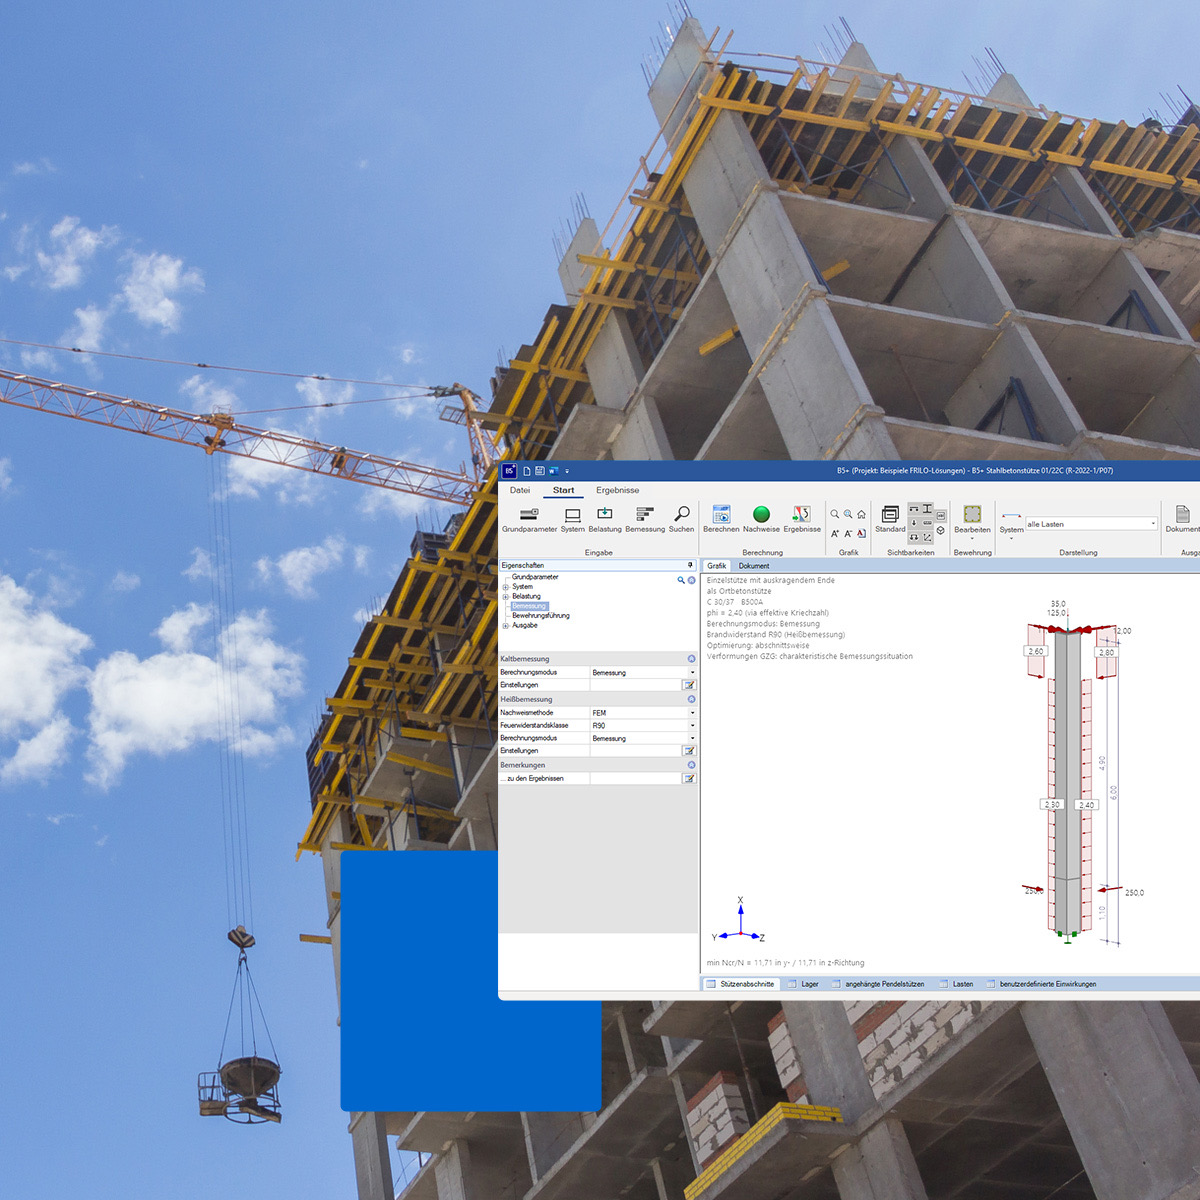 B5+ B5+ (Projekt: Beispiele FRILO-Lösungen) - B5+ Stahlbetonstütze 01/22C (R-2022-1/P07)
Datei Start Ergebnisse
Grundparameter System Belastung Bemessung Suchen Berechnen Nachweise Ergebnisse Standard Bearbeiten System alle Lasten Dokument
Eingabe Berechnung Grafik Sichtbarkeiten Bewehrung Darstellung Ausg
Eigenschaften
Grundparameter
System
Belastung
Bemessung
Bewehrungsführung
Ausgabe
Kaltbemessung
Berechnungsmodus Bemessung
Einstellungen
Heißbemessung
Nachweismethode FEM
Feuerwiderstandsklasse R90
Berechnungsmodus Bemessung
Einstellungen
Bemerkungen
... zu den Ergebnissen
Grafik Dokument
Einzelstütze mit auskragendem Ende
als Ortbetonstütze
C 30/37 B500A
phi = 2,40 (via effektive Kriechzahl)
Berechnungsmodus: Bemessung
Brandwiderstand R90 (Heißbemessung)
Optimierung: abschnittsweise
Verformungen GZG: charakteristische Bemessungssituation
35,0
125,0
2,00
2,60 2,80
4,90
6,00
2,30 2,40
250,0 250,0
1,10
X
Y Z
min Ncr/N = 11,71 in y- / 11,71 in z-Richtung
Stützenabschnitte Lager angehängte Pendelstützen Lasten benutzerdefinierte Einwirkungen